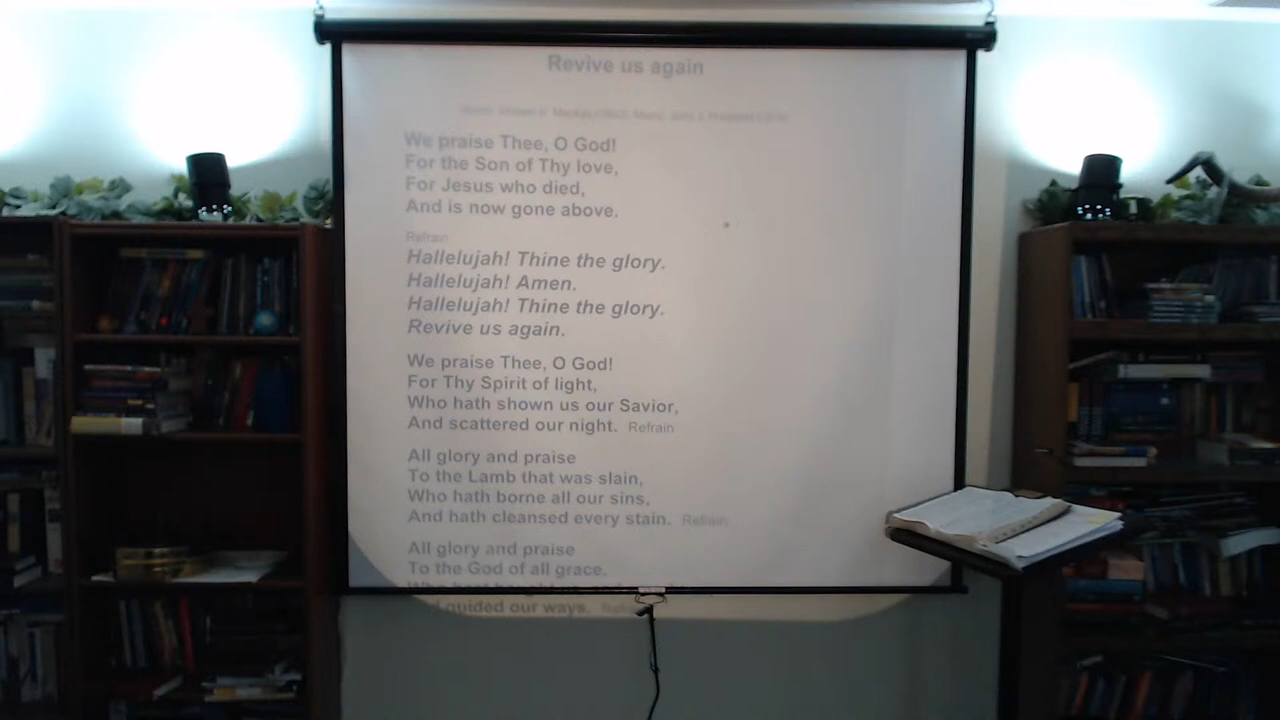 Revive us again
We praise Thee, O God!
For the Son of Thy love,
For Jesus who died,
And is now gone above.
Refrain
Hallelujah! Thine the glory.
Hallelujah! Amen.
Hallelujah! Thine the glory.
Revive us again.
We praise Thee, O God!
For Thy Spirit of light,
Who hath shown us our Savior,
And scattered our night. Refrain
All glory and praise
To the Lamb that was slain,
Who hath borne all our sins,
And hath cleansed every stain. Refrain
All glory and praise
To the God of all grace,
guided our ways.